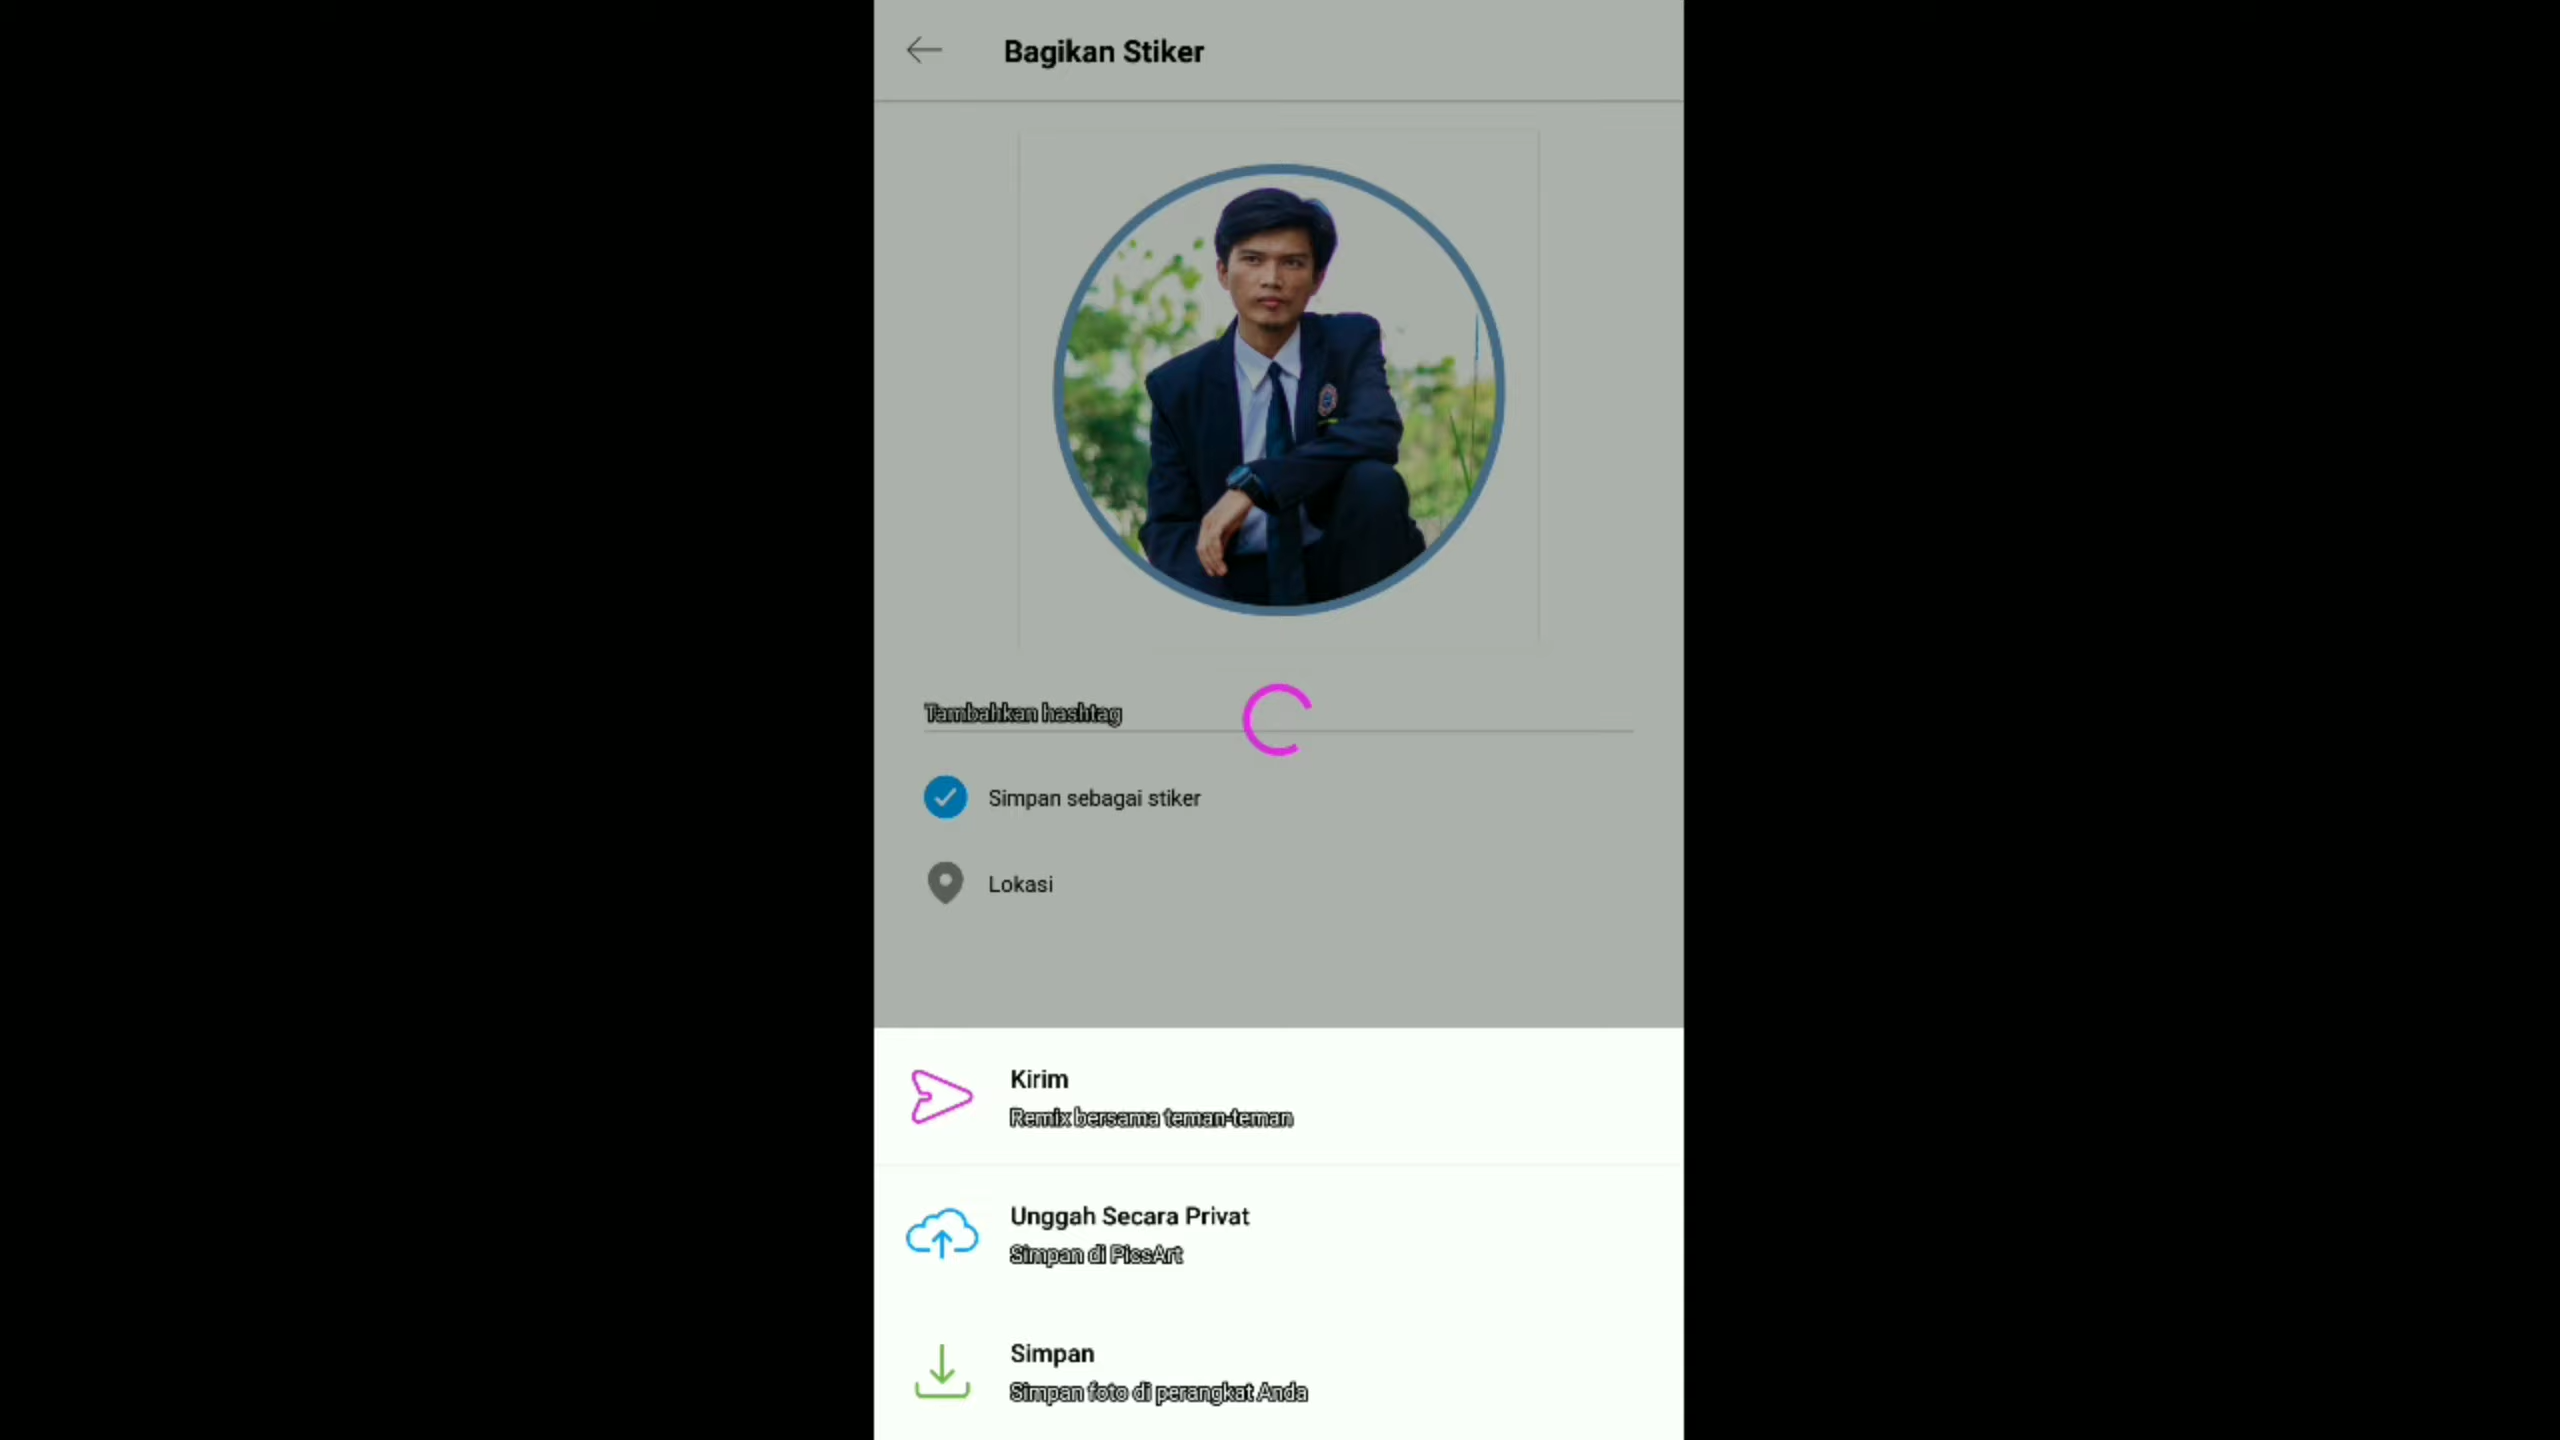 Bagikan Stiker
Tambahkan hashtag
Simpan sebagai stiker
Lokasi
Kirim
Remix bersama teman-teman
Unggah Secara Privat
Simpan di PicsArt
Simpan
Simpan foto di perangkat Anda